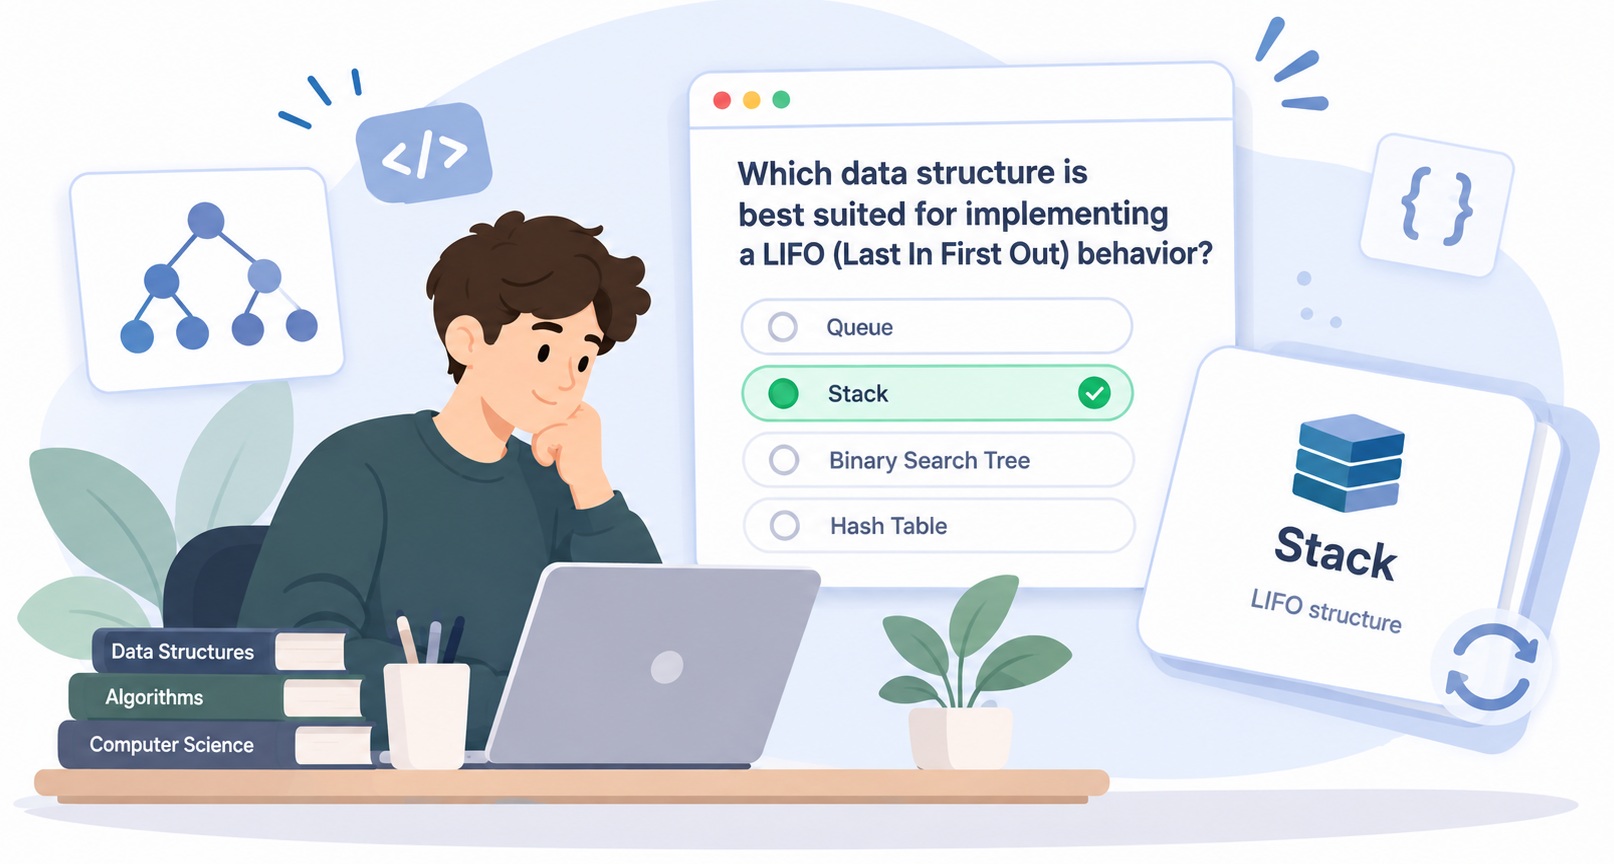 </>
Which data structure is
best suited for implementing
a LIFO (Last In First Out) behavior?
{ }
Queue
Stack
Binary Search Tree
Hash Table
Stack
LIFO structure
Data Structures
Algorithms
Computer Science